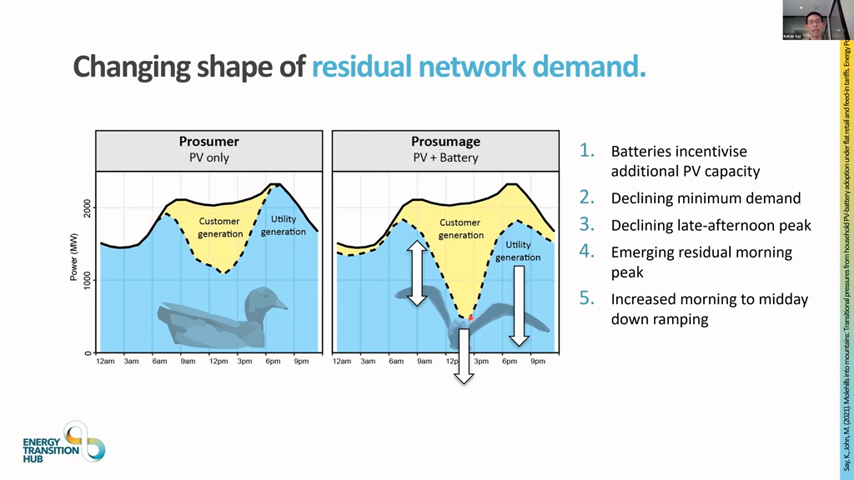 Kelvin Say
Changing shape of residual network demand.
Prosumer
PV only
Prosumage
PV + Battery
Customer
generation
Utility
generation
Customer
generation
Utility
generation
Power (MW)
2000
1000
0
12am 3am 6am 9am 12pm 3pm 6pm 9pm
12am 3am 6am 9am 12p 3pm 6pm 9pm
1. Batteries incentivise
additional PV capacity
2. Declining minimum demand
3. Declining late-afternoon peak
4. Emerging residual morning
peak
5. Increased morning to midday
down ramping
ENERGY
TRANSITION
HUB
Say, K., John, M. (2021). Molehills into mountains: Transitional pressures from household PV-battery adoption under flat retail and feed-in tariffs. Energy Po